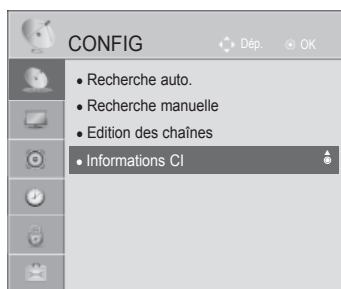 CONFIG Dép. OK
• Recherche auto.
• Recherche manuelle
• Edition des chaînes
• Informations CI